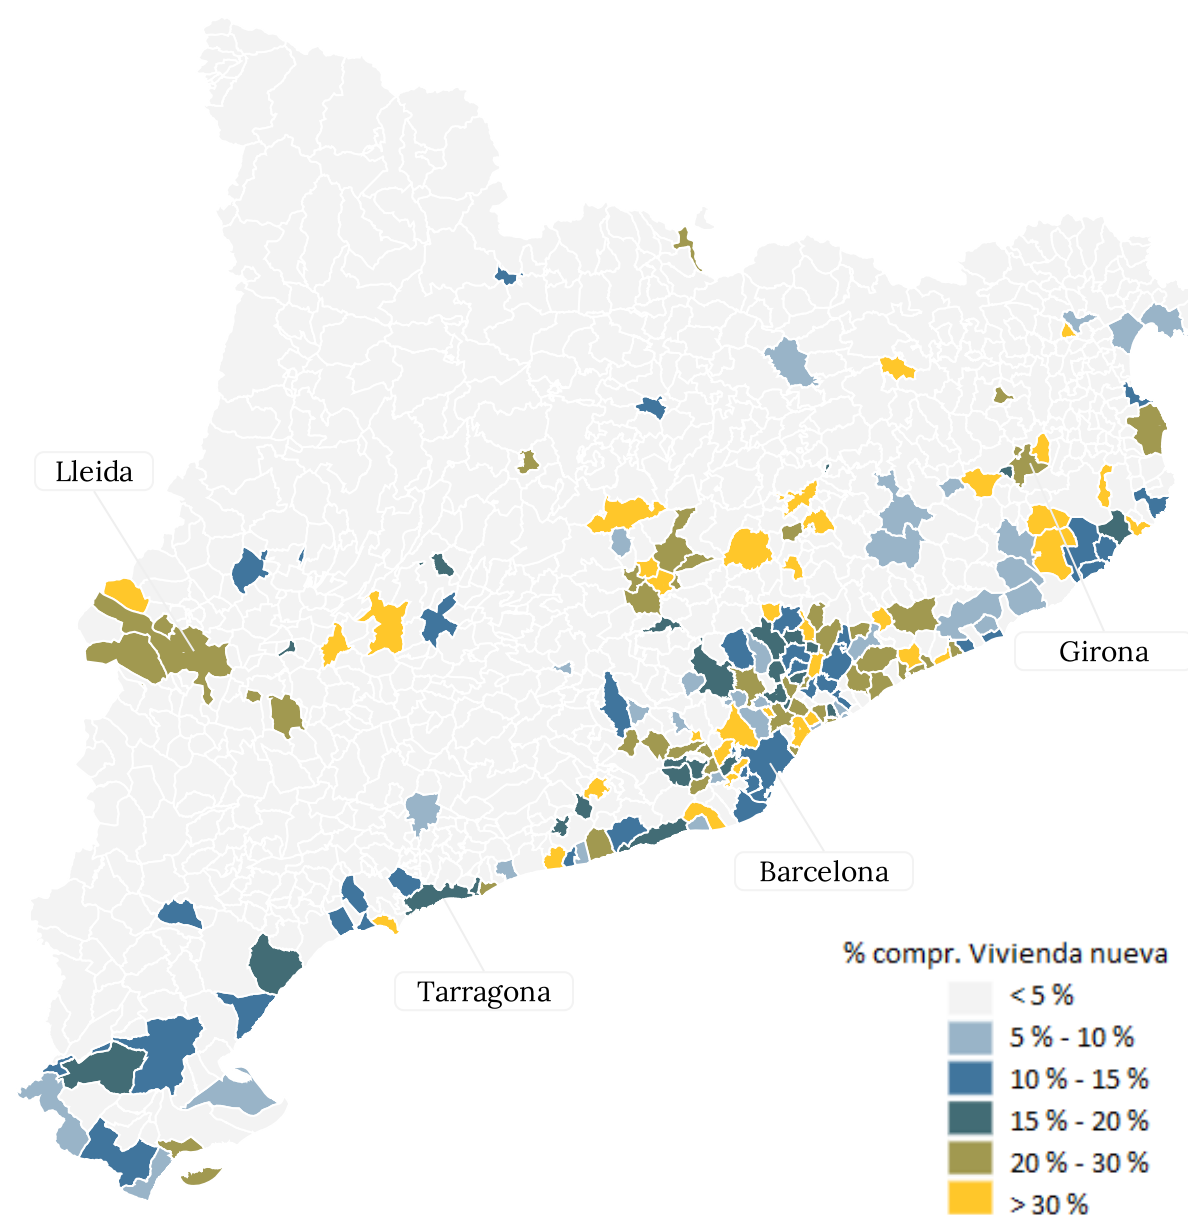 Lleida
Girona
Barcelona
Tarragona
% compr. Vivienda nueva
< 5 %
5 % - 10 %
10 % - 15 %
15 % - 20 %
20 % - 30 %
> 30 %